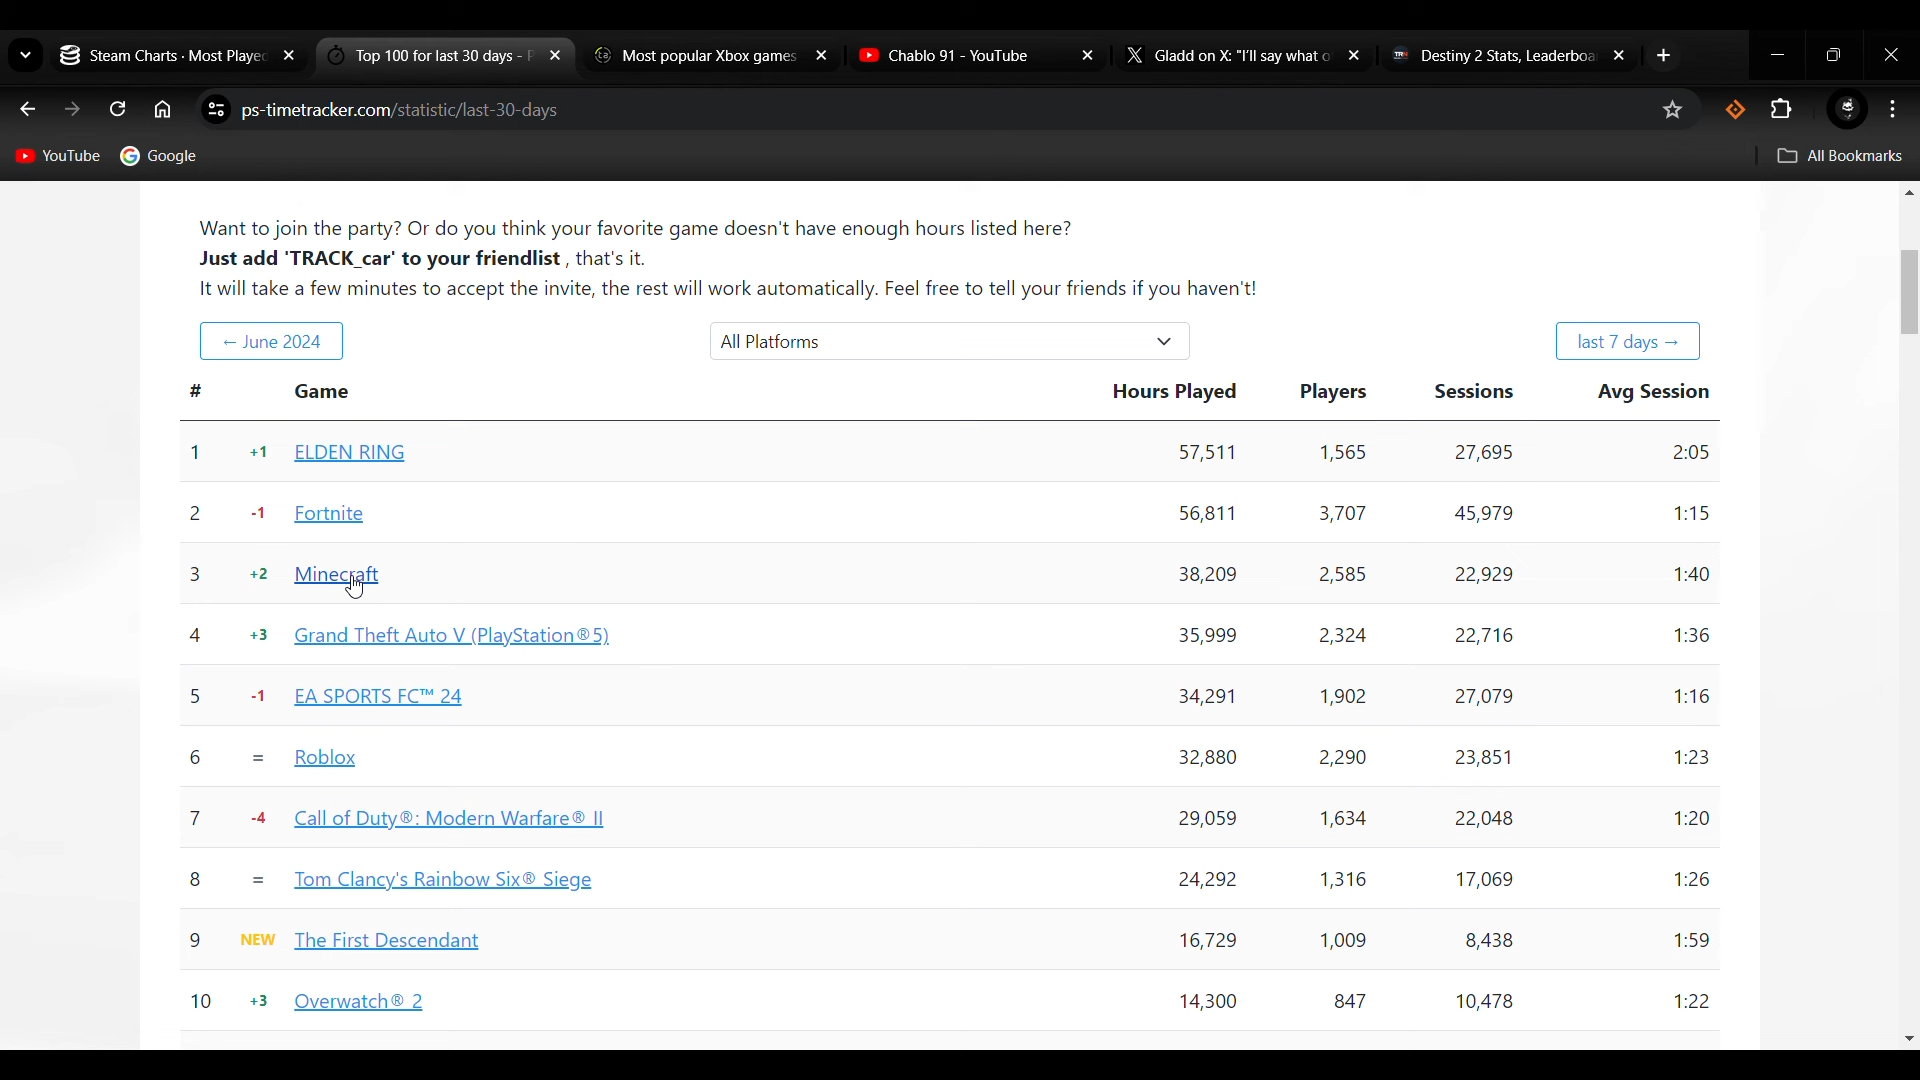 Steam Charts · Most Played
Top 100 for last 30 days - P
Most popular Xbox games
Chablo 91 - YouTube
Gladd on X: "I'll say what o
Destiny 2 Stats, Leaderboa
ps-timetracker.com/statistic/last-30-days
YouTube Google All Bookmarks
Want to join the party? Or do you think your favorite game doesn't have enough hours listed here?
Just add 'TRACK_car' to your friendlist , that's it.
It will take a few minutes to accept the invite, the rest will work automatically. Feel free to tell your friends if you haven't!
← June 2024 All Platforms last 7 days →
# Game Hours Played Players Sessions Avg Session
1 +1 ELDEN RING 57,511 1,565 27,695 2:05
2 -1 Fortnite 56,811 3,707 45,979 1:15
3 +2 Minecraft 38,209 2,585 22,929 1:40
4 +3 Grand Theft Auto V (PlayStation®5) 35,999 2,324 22,716 1:36
5 -1 EA SPORTS FC™ 24 34,291 1,902 27,079 1:16
6 = Roblox 32,880 2,290 23,851 1:23
7 -4 Call of Duty®: Modern Warfare® II 29,059 1,634 22,048 1:20
8 = Tom Clancy's Rainbow Six® Siege 24,292 1,316 17,069 1:26
9 NEW The First Descendant 16,729 1,009 8,438 1:59
10 +3 Overwatch® 2 14,300 847 10,478 1:22